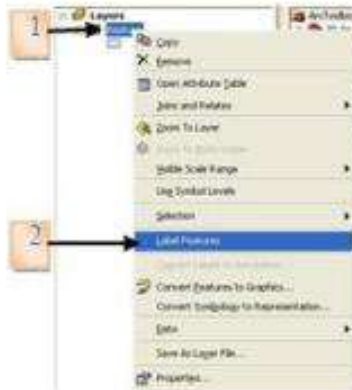 Layers
1
Copy
Remove
Open Attribute Table
Joins and Relates
Zoom To Layer
Visible Scale Range
Use Symbol Levels
Selection
2
Label Features
Convert Features to Graphics...
Convert Symbology to Representation...
Data
Save As Layer File...
Properties...